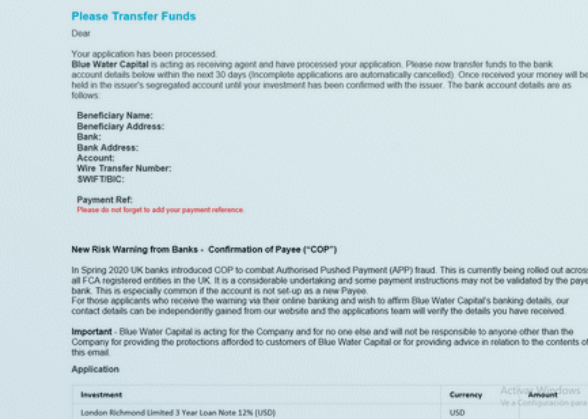 Please Transfer Funds
Dear
Your application has been processed.
Blue Water Capital is acting as receiving agent and have processed your application. Please now transfer funds to the bank
account details below within the next 30 days (Incomplete applications are automatically cancelled). Once received your money will be
held in the issuer's segregated account until your investment has been confirmed with the issuer. The bank account details are as
follows:
Beneficiary Name:
Beneficiary Address:
Bank:
Bank Address:
Account:
Wire Transfer Number:
SWIFT/BIC:
Payment Ref:
Please do not forget to add your payment reference.
New Risk Warning from Banks - Confirmation of Payee ("COP")
In Spring 2020 UK banks introduced COP to combat Authorised Pushed Payment (APP) fraud. This is currently being rolled out across
all FCA registered entities in the UK. It is a considerable undertaking and some payment instructions may not be validated by the paye
bank. This is especially common if the account is not set-up as a new Payee.
For those applicants who receive the warning via their online banking and wish to affirm Blue Water Capital's banking details, our
contact details can be independently gained from our website and the applications team will verify the details you have received.
Important - Blue Water Capital is acting for the Company and for no one else and will not be responsible to anyone other than the
Company for providing the protections afforded to customers of Blue Water Capital or for providing advice in relation to the contents of
this email.
Application
Activar Windows
Investment Currency Amount
Ve a Configuración para
London Richmond Limited 3 Year Loan Note 12% (USD) USD